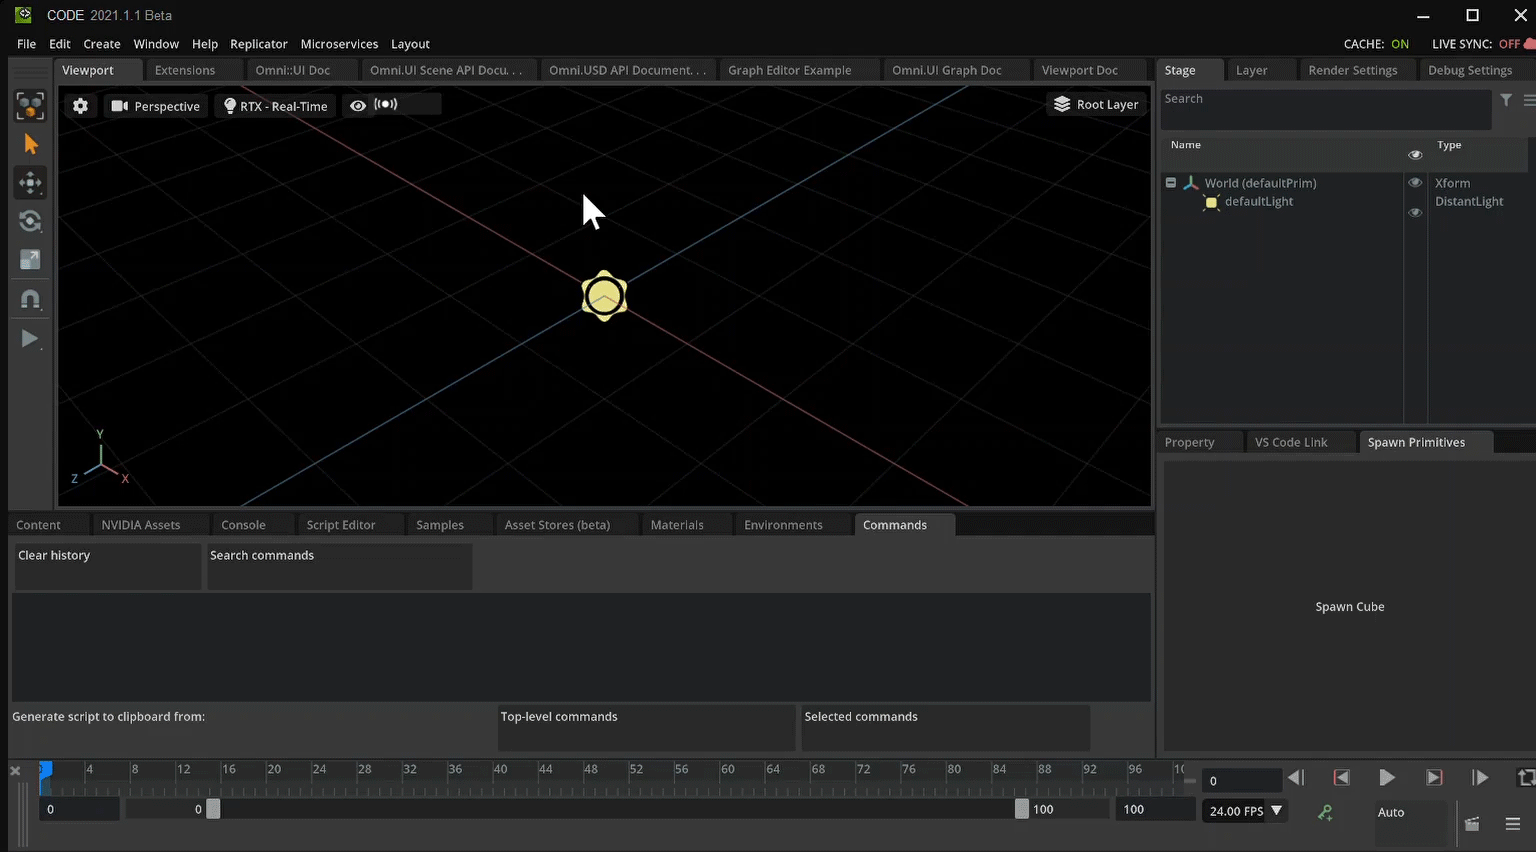 CODE 2021.1.1 Beta
File Edit Create Window Help Replicator Microservices Layout CACHE: ON LIVE SYNC: OFF
Viewport Extensions Omni::UI Doc Omni.UI Scene API Docu... Omni.USD API Document... Graph Editor Example Omni.UI Graph Doc Viewport Doc Stage Layer Render Settings Debug Settings
Perspective RTX - Real-Time Root Layer
Search
Name Type
World (defaultPrim) Xform
defaultLight DistantLight
Y
Z X
Property VS Code Link Spawn Primitives
Content NVIDIA Assets Console Script Editor Samples Asset Stores (beta) Materials Environments Commands
Clear history Search commands
Spawn Cube
Generate script to clipboard from: Top-level commands Selected commands
4 8 12 16 20 24 28 32 36 40 44 48 52 56 60 64 68 72 76 80 84 88 92 96 0
0 0 100 100 24.00 FPS Auto